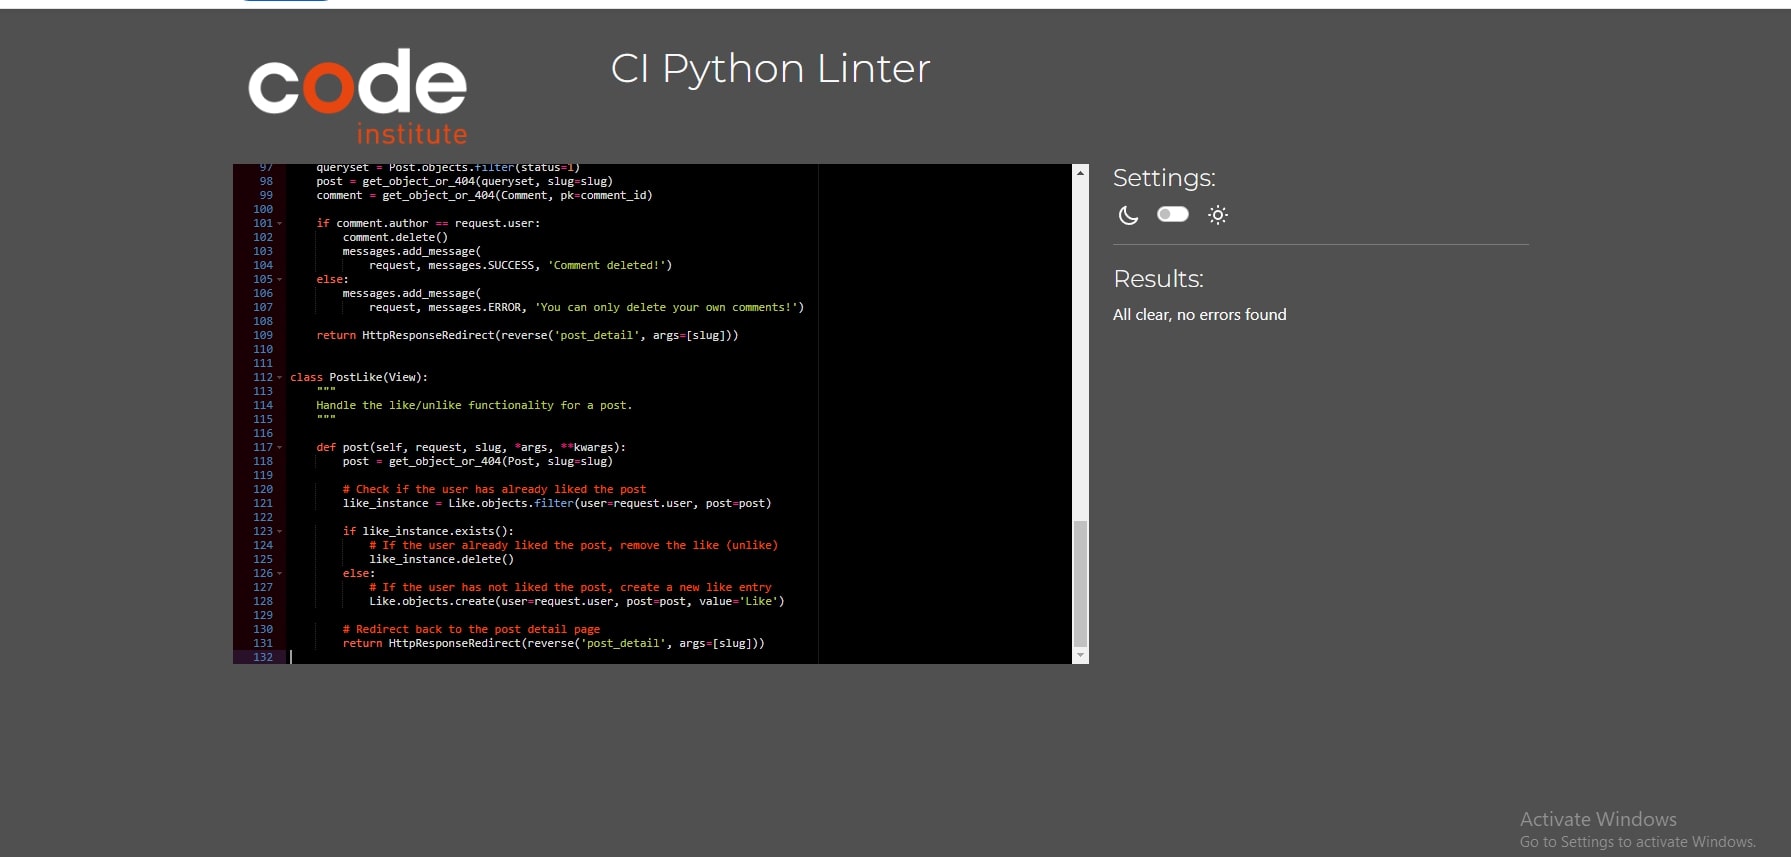 code
institute
CI Python Linter
97 queryset = Post.objects.filter(status=1)
98 post = get_object_or_404(queryset, slug=slug)
99 comment = get_object_or_404(Comment, pk=comment_id)
100
101 if comment.author == request.user:
102 comment.delete()
103 messages.add_message(
104 request, messages.SUCCESS, 'Comment deleted!')
105 else:
106 messages.add_message(
107 request, messages.ERROR, 'You can only delete your own comments!')
108
109 return HttpResponseRedirect(reverse('post_detail', args=[slug]))
110
111
112 class PostLike(View):
113 """
114 Handle the like/unlike functionality for a post.
115 """
116
117 def post(self, request, slug, *args, **kwargs):
118 post = get_object_or_404(Post, slug=slug)
119
120 # Check if the user has already liked the post
121 like_instance = Like.objects.filter(user=request.user, post=post)
122
123 if like_instance.exists():
124 # If the user already liked the post, remove the like (unlike)
125 like_instance.delete()
126 else:
127 # If the user has not liked the post, create a new like entry
128 Like.objects.create(user=request.user, post=post, value='Like')
129
130 # Redirect back to the post detail page
131 return HttpResponseRedirect(reverse('post_detail', args=[slug]))
132
Settings:
Results:
All clear, no errors found
Activate Windows
Go to Settings to activate Windows.